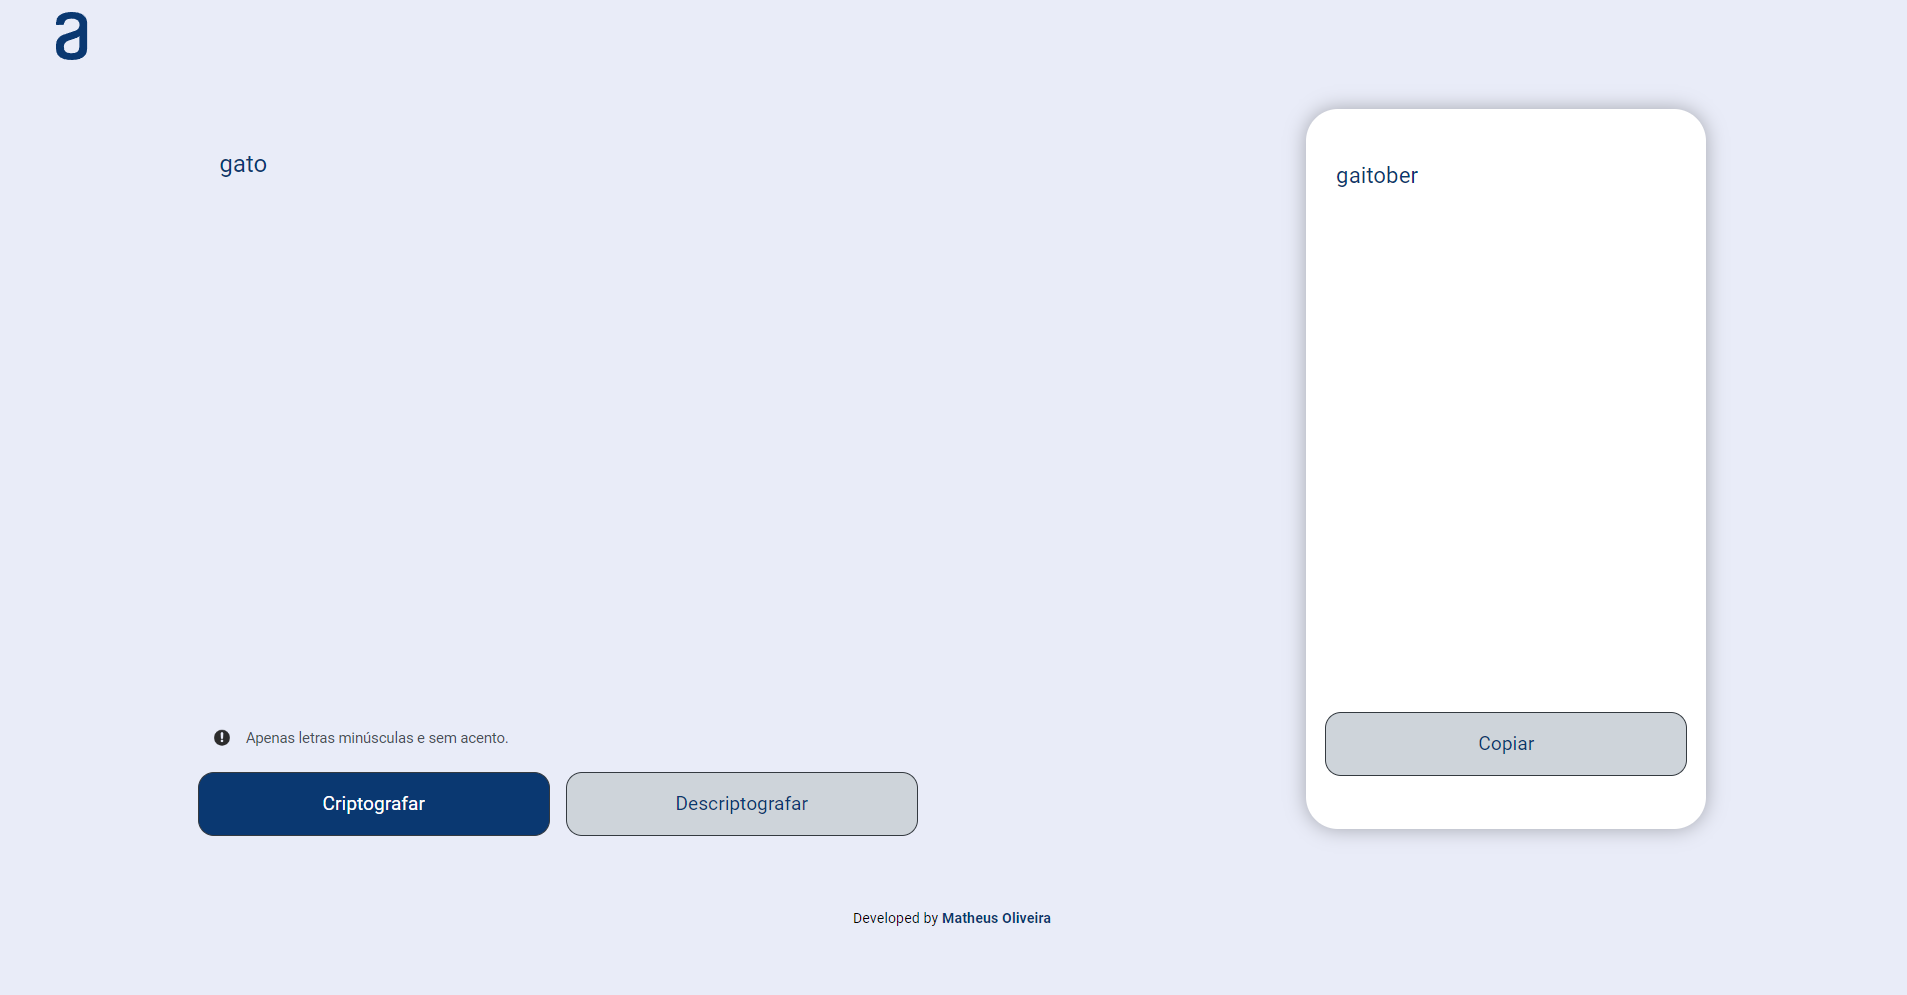 a
gato
gaitober
Apenas letras minúsculas e sem acento.
Criptografar
Descriptografar
Copiar
Developed by Matheus Oliveira